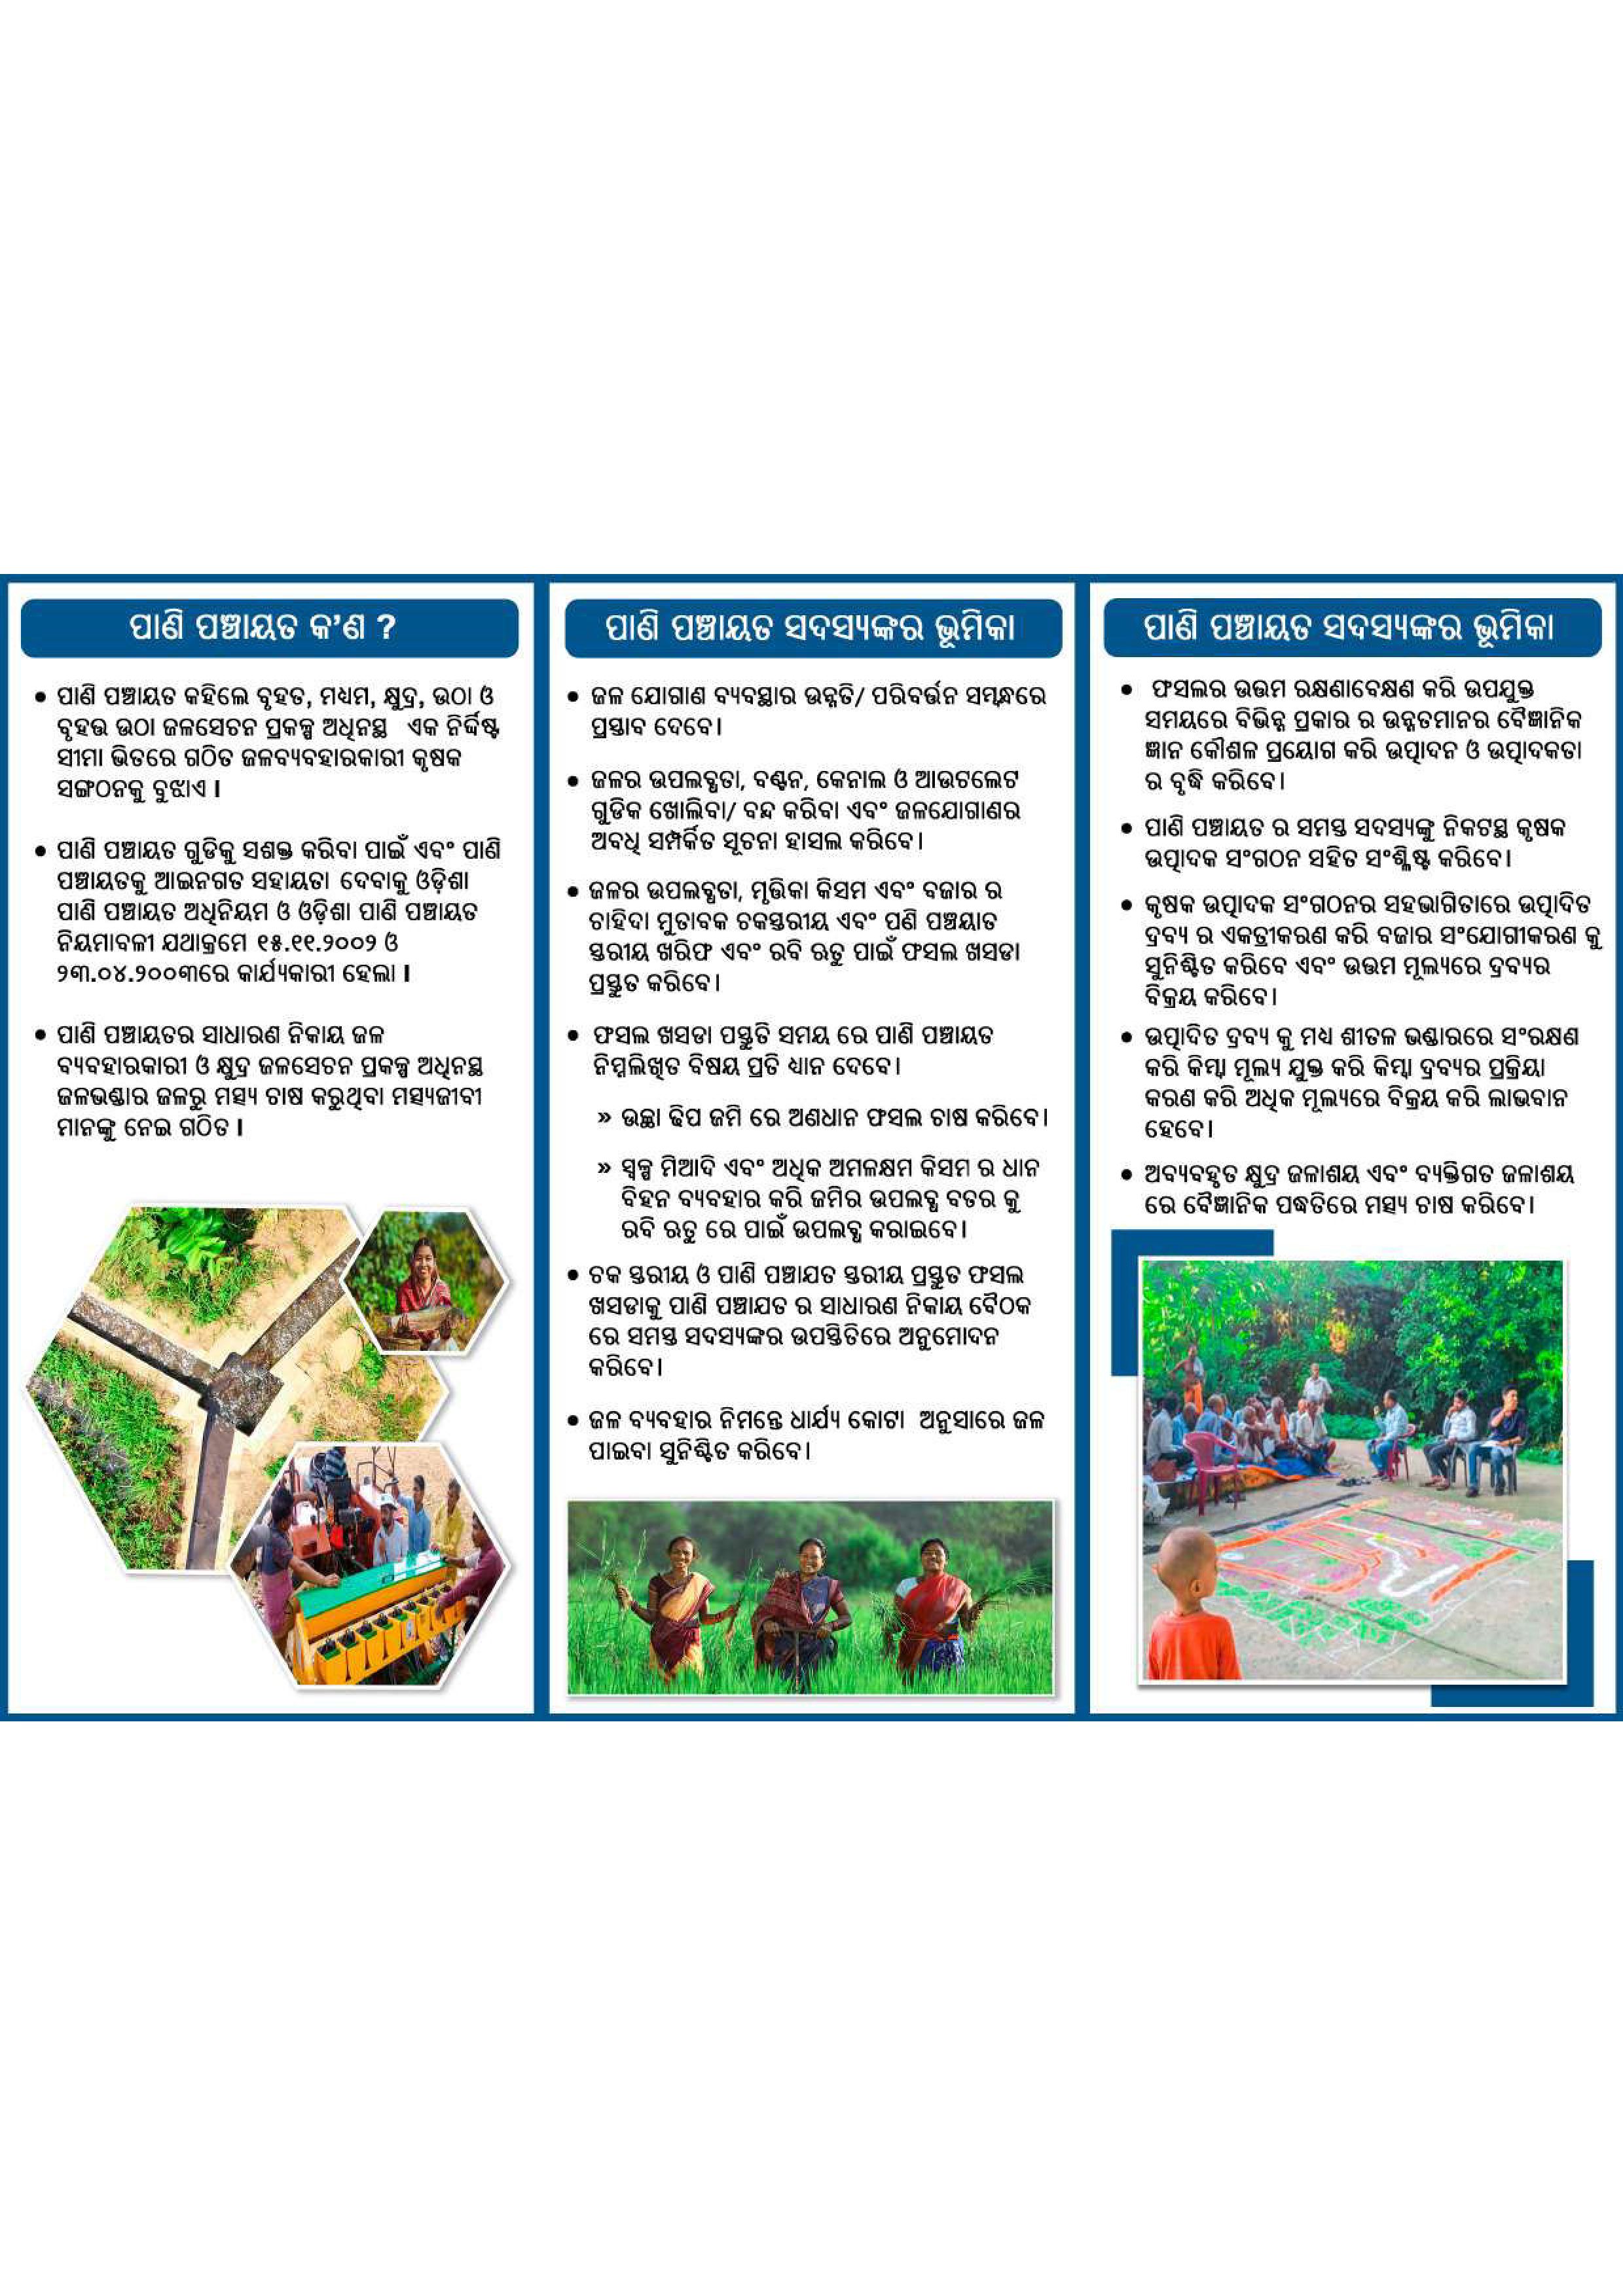 ପାଣି ପଞ୍ଚାୟତ କ'ଣ ?
• ପାଣି ପଞ୍ଚାୟତ କହିଲେ ବୃହତ, ମଧ୍ୟମ, କ୍ଷୁଦ୍ର, ଉଠା ଓ
ବୃହତ୍ତ ଉଠା ଜଳସେଚନ ପ୍ରକଳ୍ପ ଅଧିନସ୍ଥ ଏକ ନିର୍ଦ୍ଦିଷ୍ଟ
ସୀମା ଭିତରେ ଗଠିତ ଜଳବ୍ୟବହାରକାରୀ କୃଷକ
ସଙ୍ଗଠନକୁ ବୁଝାଏ ।
• ପାଣି ପଞ୍ଚାୟତ ଗୁଡିକୁ ସଶକ୍ତ କରିବା ପାଇଁ ଏବଂ ପାଣି
ପଞ୍ଚାୟତକୁ ଆଇନଗତ ସହାୟତା ଦେବାକୁ ଓଡ଼ିଶା
ପାଣି ପଞ୍ଚାୟତ ଅଧିନିୟମ ଓ ଓଡ଼ିଶା ପାଣି ପଞ୍ଚାୟତ
ନିୟମାବଳୀ ଯଥାକ୍ରମେ ୧୫.୧୧.୨୦୦୨ ଓ
୨୩.୦୪.୨୦୦୩ରେ କାର୍ଯ୍ୟକାରୀ ହେଲା ।
• ପାଣି ପଞ୍ଚାୟତର ସାଧାରଣ ନିକାୟ ଜଳ
ବ୍ୟବହାରକାରୀ ଓ କ୍ଷୁଦ୍ର ଜଳସେଚନ ପ୍ରକଳ୍ପ ଅଧିନସ୍ଥ
ଜଳଭଣ୍ଡାର ଜଳରୁ ମତ୍ସ୍ୟ ଚାଷ କରୁଥିବା ମତ୍ସ୍ୟଜୀବୀ
ମାନଙ୍କୁ ନେଇ ଗଠିତ ।
ପାଣି ପଞ୍ଚାୟତ ସଦସ୍ୟଙ୍କର ଭୂମିକା
• ଜଳ ଯୋଗାଣ ବ୍ୟବସ୍ଥାର ଉନ୍ନତି/ ପରିବର୍ତ୍ତନ ସମ୍ବନ୍ଧରେ
ପ୍ରସ୍ତାବ ଦେବେ।
• ଜଳର ଉପଲବ୍ଧତା, ବଣ୍ଟନ, କେନାଲ ଓ ଆଉଟଲେଟ
ଗୁଡିକ ଖୋଲିବା/ ବନ୍ଦ କରିବା ଏବଂ ଜଳଯୋଗାଣର
ଅବଧି ସମ୍ପର୍କିତ ସୂଚନା ହାସଲ କରିବେ।
• ଜଳର ଉପଲବ୍ଧତା, ମୃତ୍ତିକା କିସମ ଏବଂ ବଜାର ର
ଚାହିଦା ମୁତାବକ ଚକସ୍ତରୀୟ ଏବଂ ପଣି ପଞ୍ଚୟାତ
ସ୍ତରୀୟ ଖରିଫ ଏବଂ ରବି ଋତୁ ପାଇଁ ଫସଲ ଖସଡା
ପ୍ରସ୍ତୁତ କରିବେ।
• ଫସଲ ଖସଡା ପସ୍ତୁତି ସମୟ ରେ ପାଣି ପଞ୍ଚାୟତ
ନିମ୍ନଲିଖିତ ବିଷୟ ପ୍ରତି ଧ୍ୟାନ ଦେବେ।
» ଉଚ୍ଛା ଢିପ ଜମି ରେ ଅଣଧାନ ଫସଲ ଚାଷ କରିବେ।
» ସ୍ୱଳ୍ପ ମିଆଦି ଏବଂ ଅଧିକ ଅମଳକ୍ଷମ କିସମ ର ଧାନ
ବିହନ ବ୍ୟବହାର କରି ଜମିର ଉପଲବ୍ଧ ବତର କୁ
ରବି ଋତୁ ରେ ପାଇଁ ଉପଲବ୍ଧ କରାଇବେ।
• ଚକ ସ୍ତରୀୟ ଓ ପାଣି ପଞ୍ଚାଯତ ସ୍ତରୀୟ ପ୍ରସ୍ତୁତ ଫସଲ
ଖସଡାକୁ ପାଣି ପଞ୍ଚାଯତ ର ସାଧାରଣ ନିକାୟ ବୈଠକ
ରେ ସମସ୍ତ ସଦସ୍ୟଙ୍କର ଉପସ୍ତିତିରେ ଅନୁମୋଦନ
କରିବେ।
• ଜଳ ବ୍ୟବହାର ନିମନ୍ତେ ଧାର୍ଯ୍ୟ କୋଟା ଅନୁସାରେ ଜଳ
ପାଇବା ସୁନିଶ୍ଚିତ କରିବେ।
ପାଣି ପଞ୍ଚାୟତ ସଦସ୍ୟଙ୍କର ଭୂମିକା
• ଫସଲର ଉତ୍ତମ ରକ୍ଷଣାବେକ୍ଷଣ କରି ଉପଯୁକ୍ତ
ସମୟରେ ବିଭିନ୍ନ ପ୍ରକାର ର ଉନ୍ନତମାନର ବୈଜ୍ଞାନିକ
ଜ୍ଞାନ କୌଶଳ ପ୍ରୟୋଗ କରି ଉତ୍ପାଦନ ଓ ଉତ୍ପାଦକତା
ର ବୃଦ୍ଧି କରିବେ।
• ପାଣି ପଞ୍ଚାୟତ ର ସମସ୍ତ ସଦସ୍ୟଙ୍କୁ ନିକଟସ୍ଥ କୃଷକ
ଉତ୍ପାଦକ ସଂଗଠନ ସହିତ ସଂଶ୍ଳିଷ୍ଟ କରିବେ।
• କୃଷକ ଉତ୍ପାଦକ ସଂଗଠନର ସହଭାଗିତାରେ ଉତ୍ପାଦିତ
ଦ୍ରବ୍ୟ ର ଏକତ୍ରୀକରଣ କରି ବଜାର ସଂଯୋଗୀକରଣ କୁ
ସୁନିଶ୍ଚିତ କରିବେ ଏବଂ ଉତ୍ତମ ମୂଲ୍ୟରେ ଦ୍ରବ୍ୟର
ବିକ୍ରୟ କରିବେ।
• ଉତ୍ପାଦିତ ଦ୍ରବ୍ୟ କୁ ମଧ୍ୟ ଶୀତଳ ଭଣ୍ଡାରରେ ସଂରକ୍ଷଣ
କରି କିମ୍ବା ମୂଲ୍ୟ ଯୁକ୍ତ କରି କିମ୍ବା ଦ୍ରବ୍ୟର ପ୍ରକ୍ରିୟା
କରଣ କରି ଅଧିକ ମୂଲ୍ୟରେ ବିକ୍ରୟ କରି ଲାଭବାନ
ହେବେ।
• ଅବ୍ୟବହୃତ କ୍ଷୁଦ୍ର ଜଳାଶୟ ଏବଂ ବ୍ୟକ୍ତିଗତ ଜଳାଶୟ
ରେ ବୈଜ୍ଞାନିକ ପଦ୍ଧତିରେ ମତ୍ସ୍ୟ ଚାଷ କରିବେ।